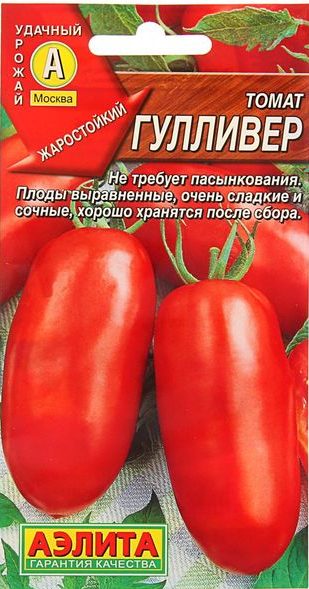 УДАЧНЫЙ
УРОЖАЙ
А
Москва
ЖАРОСТОЙКИЙ
ТОМАТ
ГУЛЛИВЕР
Не требует пасынкования.
Плоды выравненные, очень сладкие и
сочные, хорошо хранятся после сбора.
АЭЛИТА
ГАРАНТИЯ КАЧЕСТВА